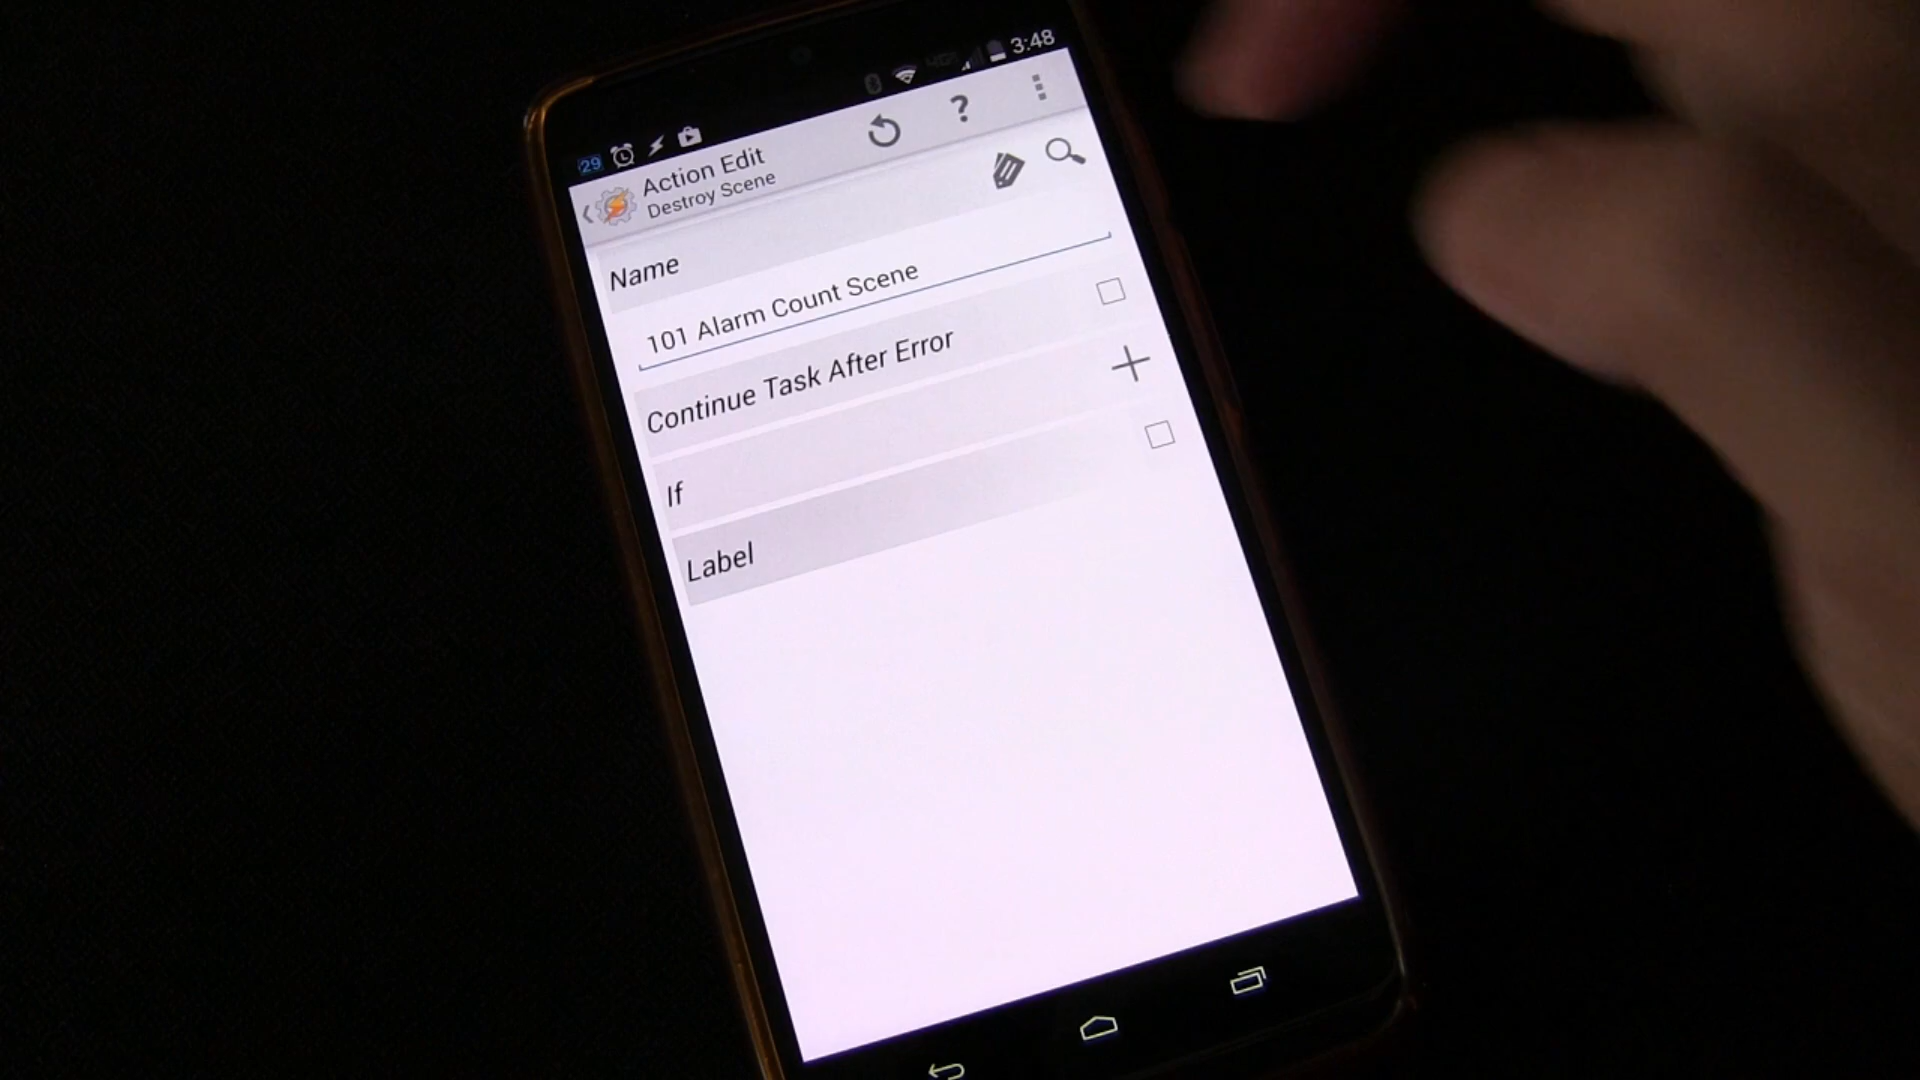 3:48
29
Action Edit
Destroy Scene
?
Name
101 Alarm Count Scene
Continue Task After Error
If
Label